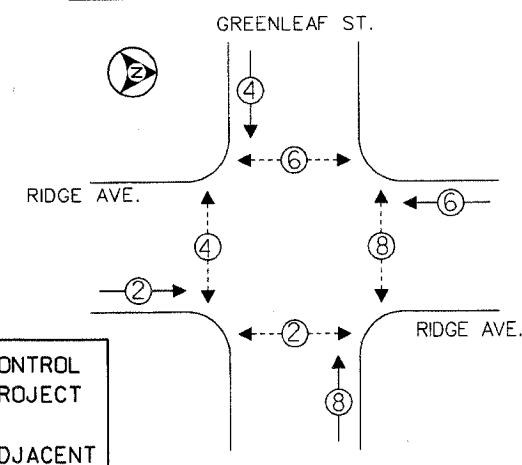 GREENLEAF ST.
N
4
6
RIDGE AVE.
6
4
8
2
2
RIDGE AVE.
8
ONTROL
ROJECT
DJACENT